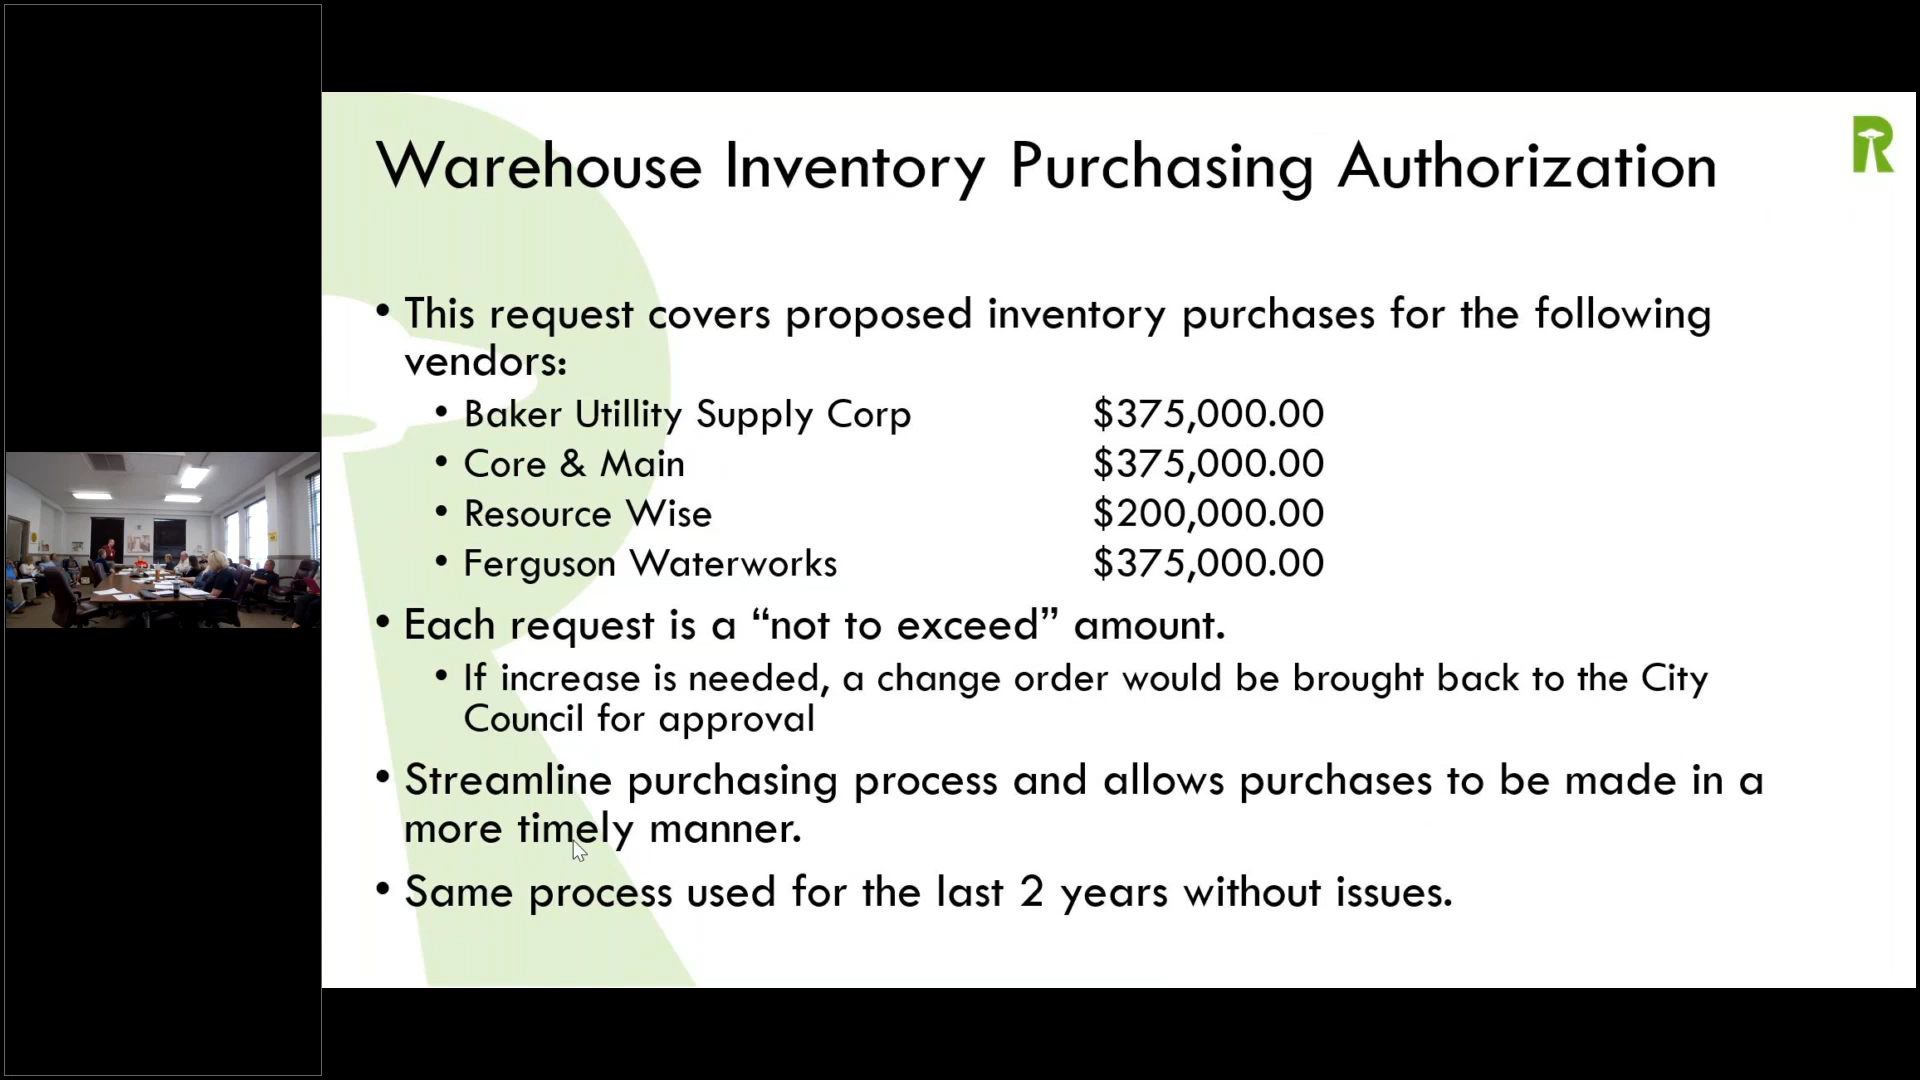 Warehouse Inventory Purchasing Authorization
R
• This request covers proposed inventory purchases for the following
vendors:
• Baker Utillity Supply Corp $375,000.00
• Core & Main $375,000.00
• Resource Wise $200,000.00
• Ferguson Waterworks $375,000.00
• Each request is a “not to exceed” amount.
• If increase is needed, a change order would be brought back to the City
Council for approval
• Streamline purchasing process and allows purchases to be made in a
more timely manner.
• Same process used for the last 2 years without issues.